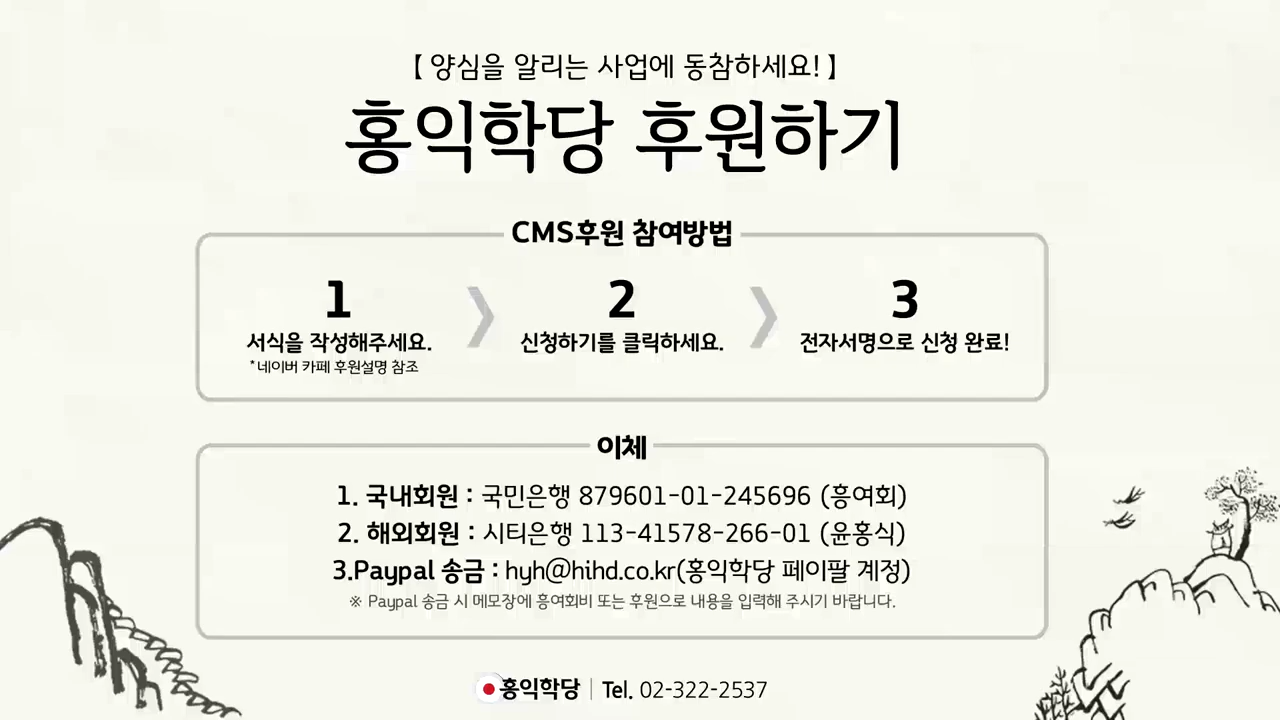 【 양심을 알리는 사업에 동참하세요! 】
홍익학당 후원하기
CMS후원 참여방법
1
서식을 작성해주세요.
*네이버 카페 후원설명 참조
2
신청하기를 클릭하세요.
3
전자서명으로 신청 완료!
이체
1. 국내회원 : 국민은행 879601-01-245696 (흥여회)
2. 해외회원 : 시티은행 113-41578-266-01 (윤홍식)
3.Paypal 송금 : hyh@hihd.co.kr(홍익학당 페이팔 계정)
※ Paypal 송금 시 메모장에 흥여회비 또는 후원으로 내용을 입력해 주시기 바랍니다.
홍익학당 | Tel. 02-322-2537